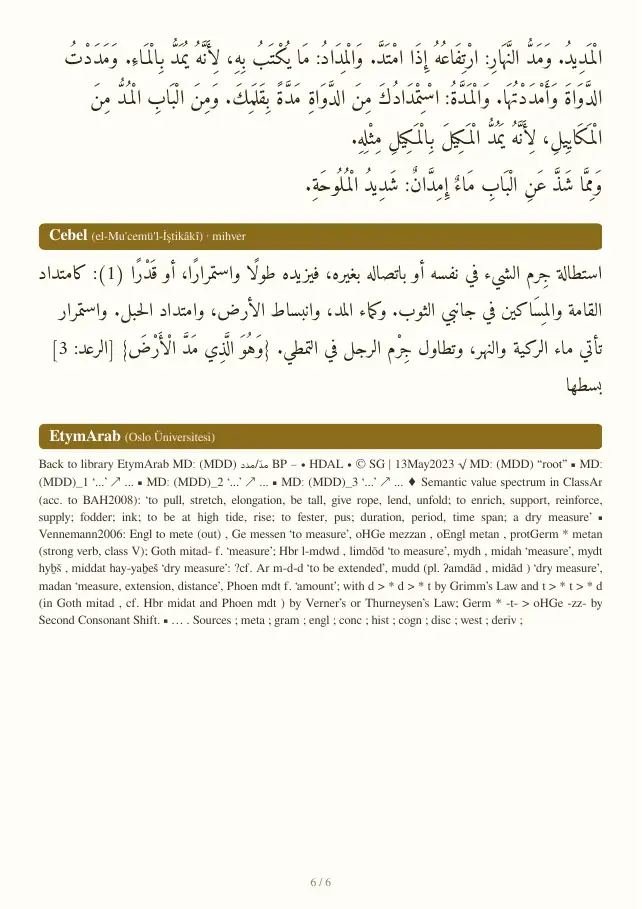 الْمَدِيدُ. وَمَدُّ النَّهَارِ: ارْتِفَاعُهُ إِذَا امْتَدَّ. وَالْمِدَادُ: مَا يُكْتَبُ بِهِ، لِأَنَّهُ يُمَدُّ بِالْمَاءِ. وَمَدَدْتُ
الدَّوَاةَ وَأَمْدَدْتُهَا. وَالْمَدَّةُ: اسْتِمْدَادُكَ مِنَ الدَّوَاةِ مَدَّةً بِقَلَمِكَ. وَمِنَ الْبَابِ الْمُدُّ مِنَ
الْمَكَايِيلِ، لِأَنَّهُ يَمُدُّ الْمَكِيلَ بِالْمَكِيلِ مِثْلِهِ.
وَمِمَّا شَذَّ عَنِ الْبَابِ مَاءٌ إِمِدَّانٌ: شَدِيدُ الْمُلُوحَةِ.
Cebel (el-Mu'cemü'l-İştikâkî) · mihver
استطالة جِرم الشيء في نفسه أو باتصاله بغيره، فيزيده طولًا واستمرارًا، أو قَدْرًا (1): كامتداد
القامة والمِسَاكين في جانبي الثوب. وكماء المد، وانبساط الأرض، وامتداد الحبل. واستمرار
تأتي ماء الركية والنهر، وتطاول جِرْم الرجل في التمطي. {وَهُوَ الَّذِي مَدَّ الْأَرْضَ} [الرعد: 3]
بسطها
EtymArab (Oslo Üniversitesi)
Back to library EtymArab MD: (MDD) مدّ/مدد BP – • HDAL • © SG | 13May2023 √ MD: (MDD) “root” ▪ MD:
(MDD)_1 ‘...’ ↗ ... ▪ MD: (MDD)_2 ‘...’ ↗ ... ▪ MD: (MDD)_3 ‘...’ ↗ ... ♦ Semantic value spectrum in ClassAr
(acc. to BAH2008): ‘to pull, stretch, elongation, be tall, give rope, lend, unfold; to enrich, support, reinforce,
supply; fodder; ink; to be at high tide, rise; to fester, pus; duration, period, time span; a dry measure’ ▪
Vennemann2006: Engl to mete (out) , Ge messen ‘to measure’, oHGe mezzan , oEngl metan , protGerm * metan
(strong verb, class V); Goth mitad- f. ‘measure’; Hbr l-mdwd , limdōd ‘to measure’, mydh , midah ‘measure’, mydt
hybš , middat hay-yabeš ‘dry measure’: ?cf. Ar m-d-d ‘to be extended’, mudd (pl. ʔamdād , midād ) ‘dry measure’,
madan ‘measure, extension, distance’, Phoen mdt f. ‘amount’; with d > * d > * t by Grimm’s Law and t > * t > * d
(in Goth mitad , cf. Hbr midat and Phoen mdt ) by Verner’s or Thurneysen’s Law; Germ * -t- > oHGe -zz- by
Second Consonant Shift. ▪ … . Sources ; meta ; gram ; engl ; conc ; hist ; cogn ; disc ; west ; deriv ;
6 / 6